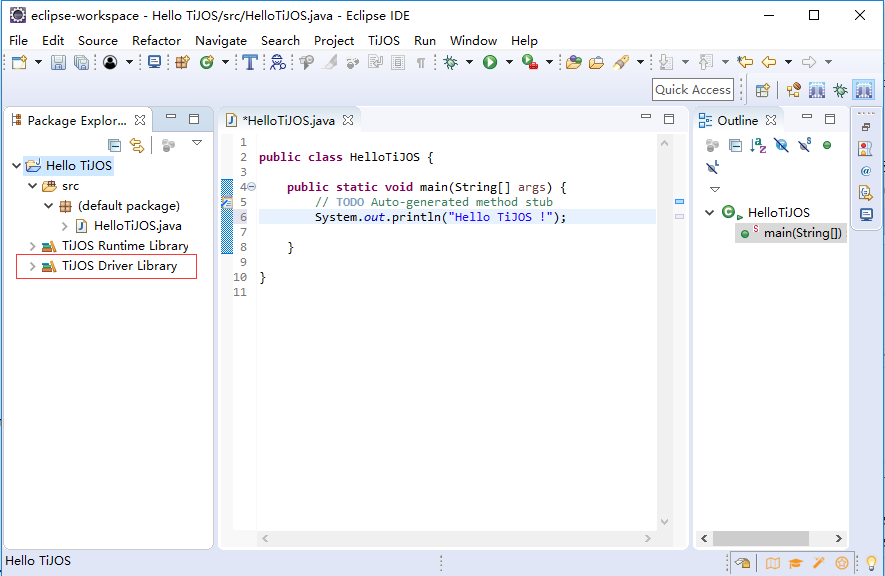 eclipse-workspace - Hello TiJOS/src/HelloTiJOS.java - Eclipse IDE
File Edit Source Refactor Navigate Search Project TiJOS Run Window Help
Quick Access
Package Explor...
*HelloTiJOS.java
Outline
Hello TiJOS
src
(default package)
HelloTiJOS.java
TiJOS Runtime Library
TiJOS Driver Library
1
2 public class HelloTiJOS {
3
4 public static void main(String[] args) {
5 // TODO Auto-generated method stub
6 System.out.println("Hello TiJOS !");
7
8 }
9
10 }
11
HelloTiJOS
main(String[])
Hello TiJOS